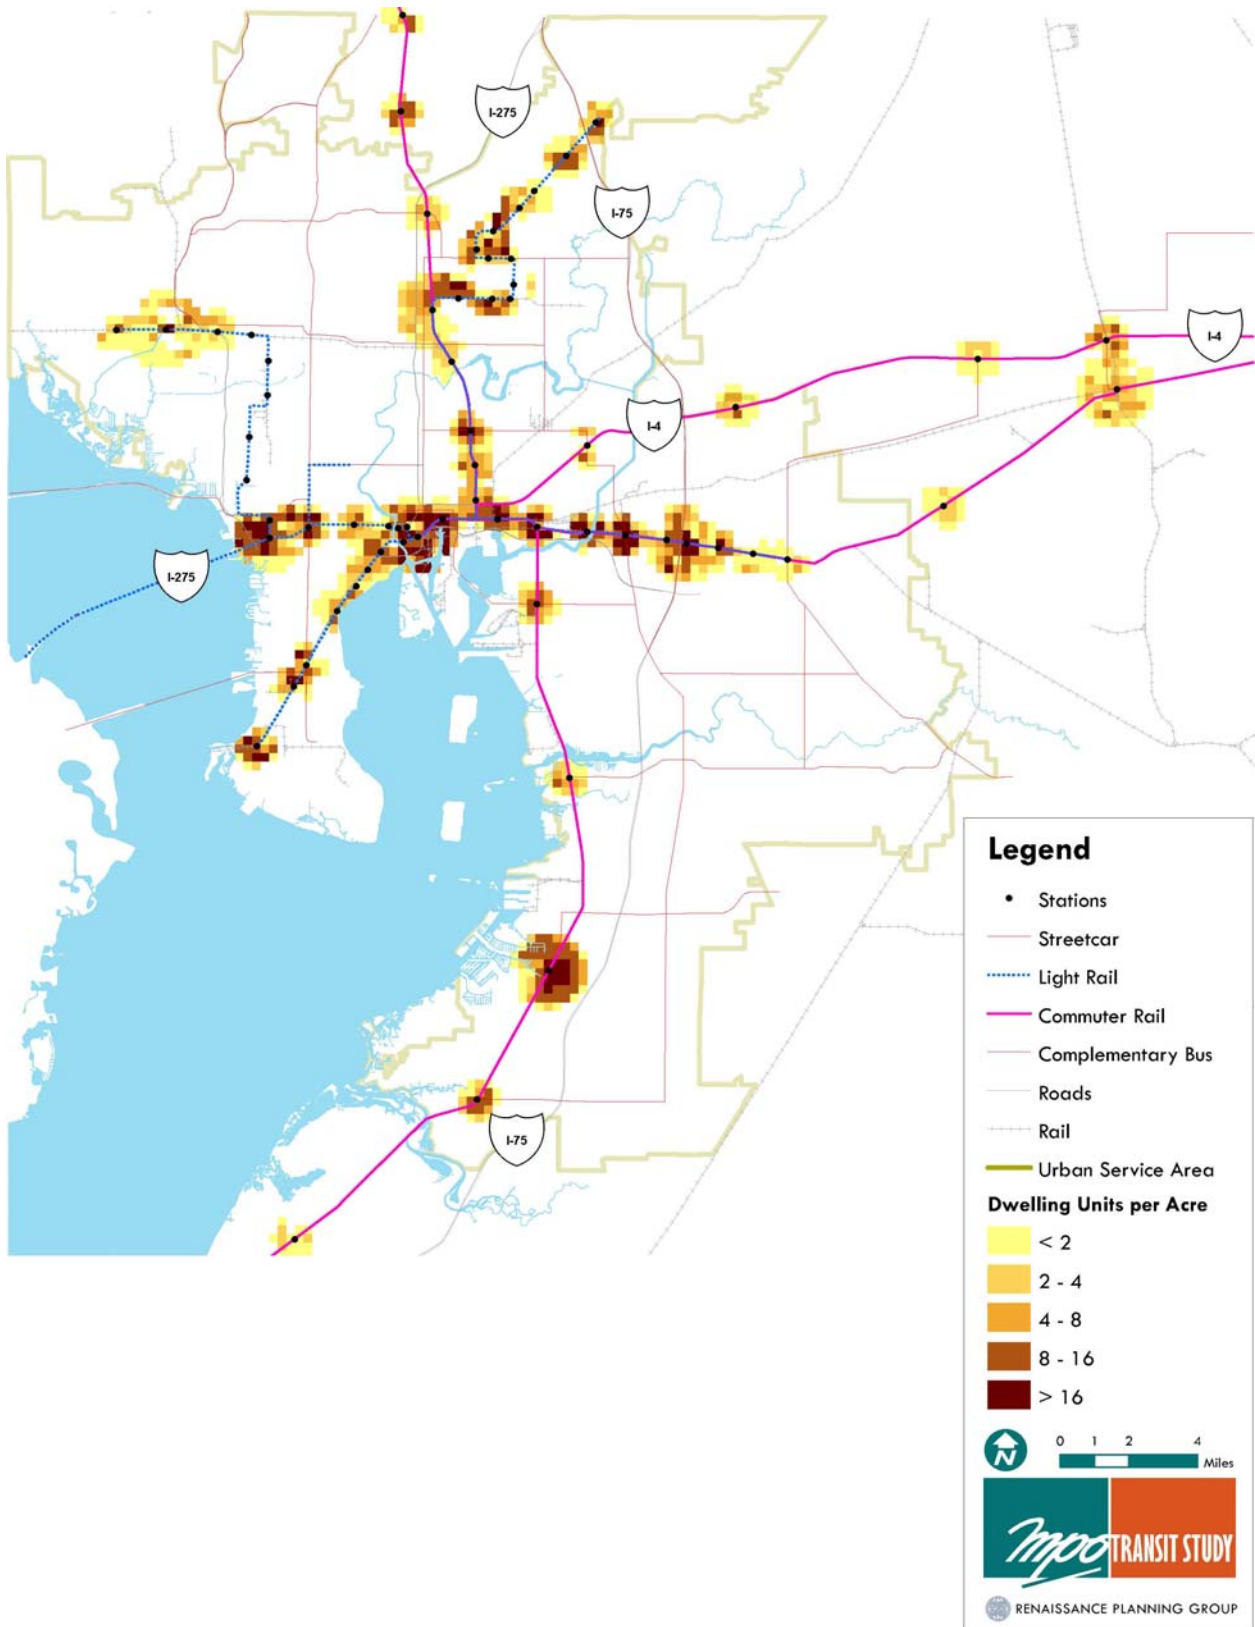 I-275
I-75
I-4
I-4
I-275
I-75
Legend
Stations
Streetcar
Light Rail
Commuter Rail
Complementary Bus
Roads
Rail
Urban Service Area
Dwelling Units per Acre
< 2
2 - 4
4 - 8
8 - 16
> 16
N
0 1 2 4
Miles
mpo TRANSIT STUDY
RENAISSANCE PLANNING GROUP